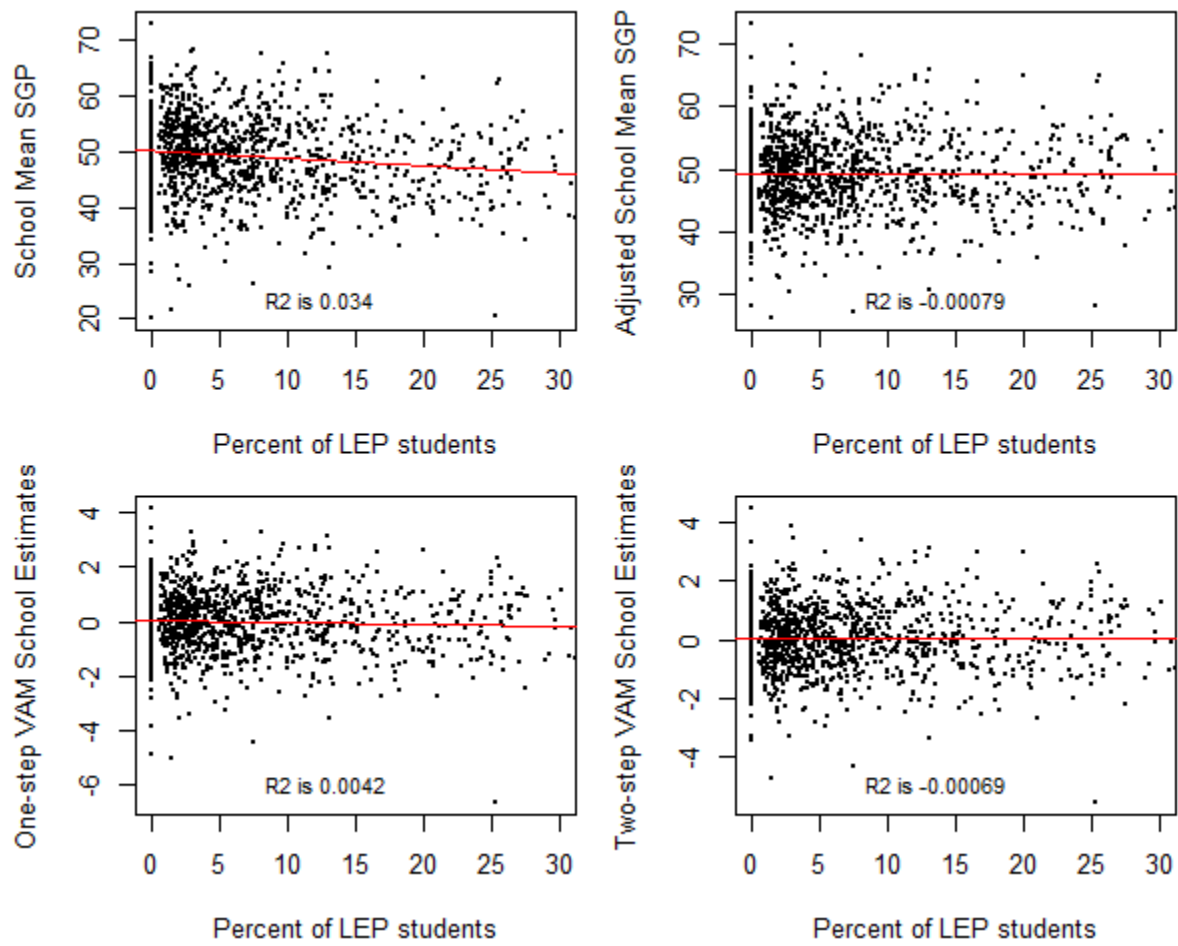 School Mean SGP
70
60
50
40
30
20
R2 is 0.034
0 5 10 15 20 25 30
Percent of LEP students
Adjusted School Mean SGP
70
60
50
40
30
R2 is -0.00079
0 5 10 15 20 25 30
Percent of LEP students
One-step VAM School Estimates
4
2
0
-2
-4
-6
R2 is 0.0042
0 5 10 15 20 25 30
Percent of LEP students
Two-step VAM School Estimates
4
2
0
-2
-4
R2 is -0.00069
0 5 10 15 20 25 30
Percent of LEP students